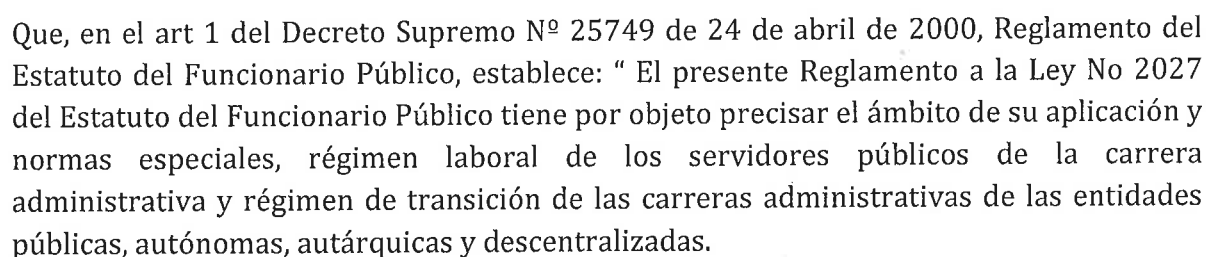 Que, en el art 1 del Decreto Supremo Nº 25749 de 24 de abril de 2000, Reglamento del
Estatuto del Funcionario Público, establece: “ El presente Reglamento a la Ley No 2027
del Estatuto del Funcionario Público tiene por objeto precisar el ámbito de su aplicación y
normas especiales, régimen laboral de los servidores públicos de la carrera
administrativa y régimen de transición de las carreras administrativas de las entidades
públicas, autónomas, autárquicas y descentralizadas.